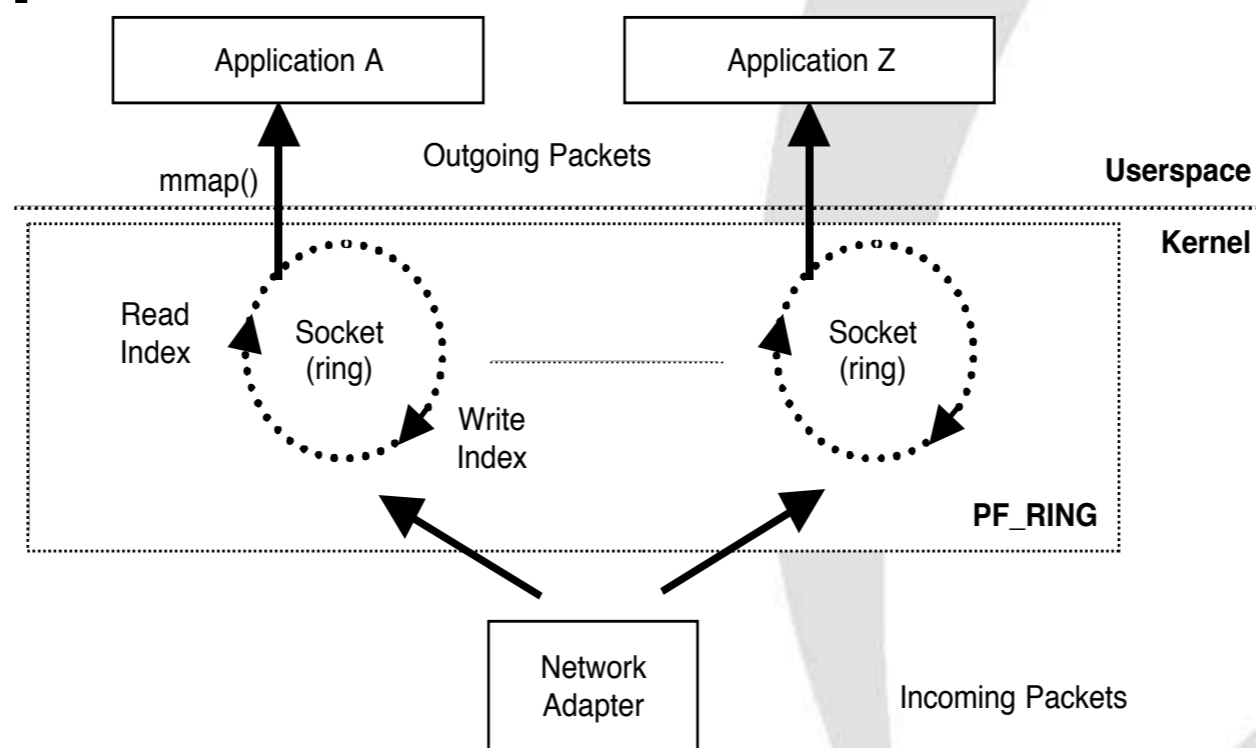 Application A
Application Z
Outgoing Packets
mmap()
Userspace
Kernel
Read
Index
Socket
(ring)
Socket
(ring)
Write
Index
PF_RING
Network
Adapter
Incoming Packets